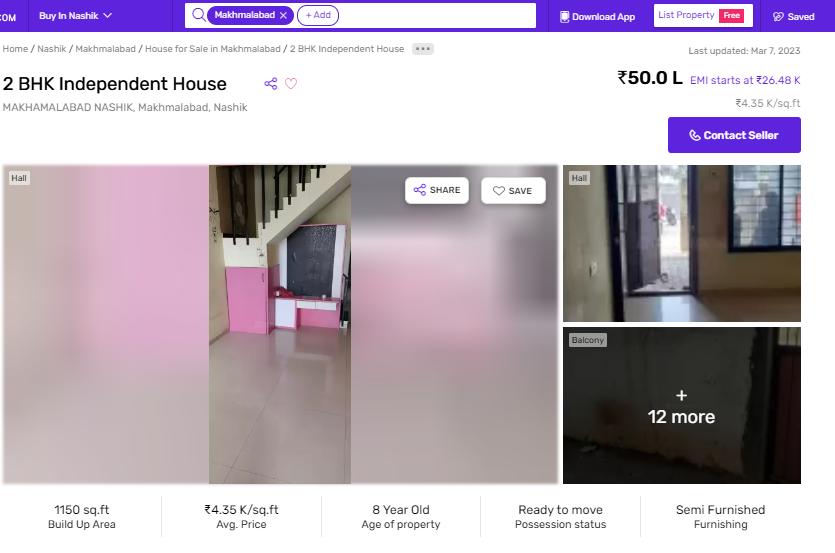 COM Buy In Nashik Makhmalabad + Add Download App List Property Free Saved
Home / Nashik / Makhmalabad / House for Sale in Makhmalabad / 2 BHK Independent House
Last updated: Mar 7, 2023
2 BHK Independent House
₹50.0 L EMI starts at ₹26.48 K
MAKHAMALABAD NASHIK, Makhmalabad, Nashik
₹4.35 K/sq.ft
Contact Seller
Hall
SHARE
SAVE
Hall
Balcony
+
12 more
1150 sq.ft ₹4.35 K/sq.ft 8 Year Old Ready to move Semi Furnished
Build Up Area Avg. Price Age of property Possession status Furnishing